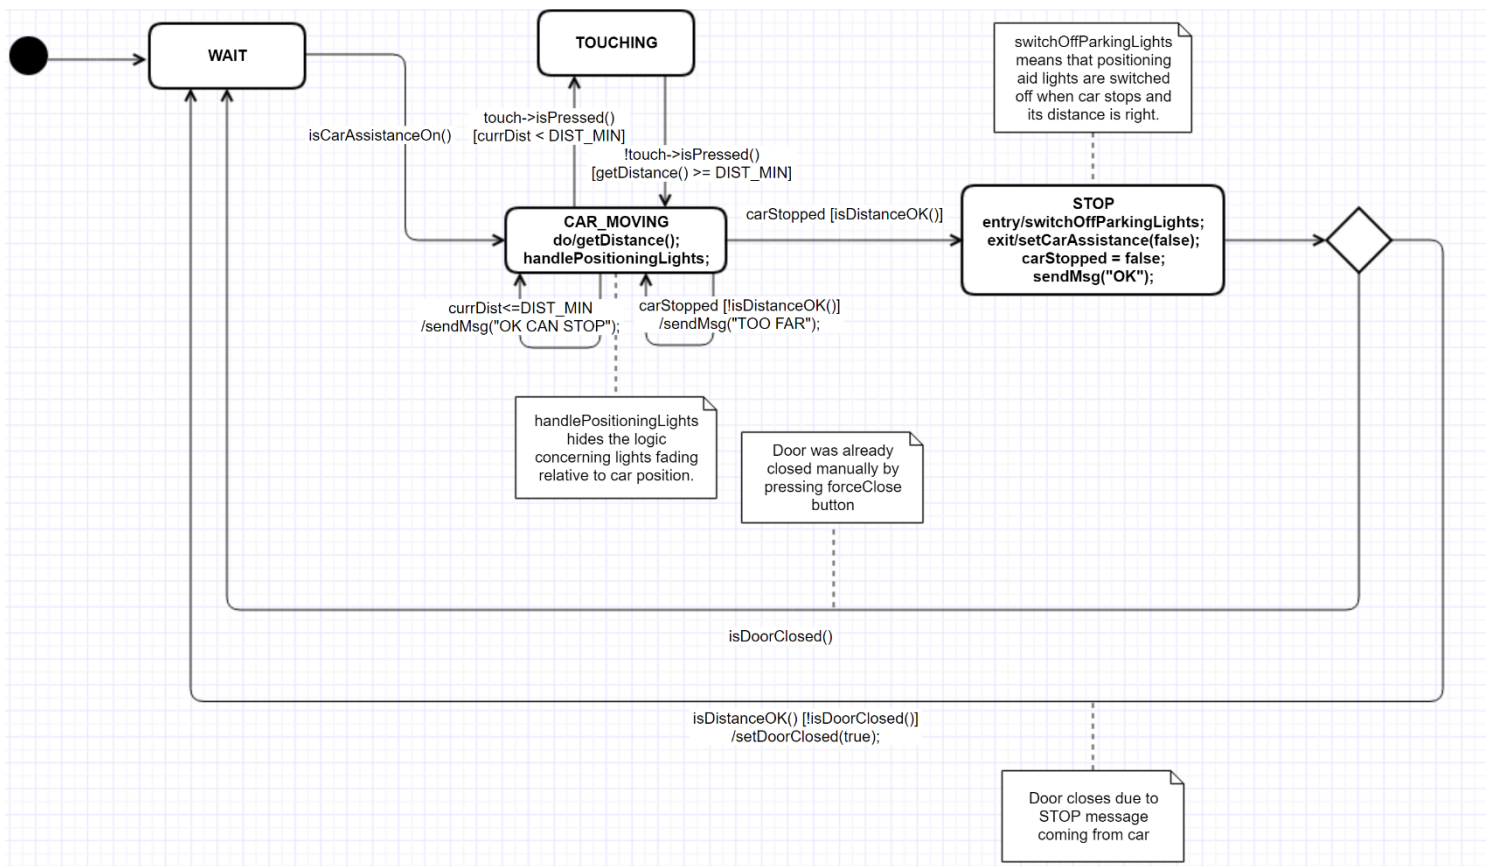 WAIT
TOUCHING
switchOffParkingLights
means that positioning
aid lights are switched
off when car stops and
its distance is right.
isCarAssistanceOn()
touch->isPressed()
[currDist < DIST_MIN]
!touch->isPressed()
[getDistance() >= DIST_MIN]
CAR_MOVING
do/getDistance();
handlePositioningLights;
carStopped [isDistanceOK()]
STOP
entry/switchOffParkingLights;
exit/setCarAssistance(false);
carStopped = false;
sendMsg("OK");
currDist<=DIST_MIN
/sendMsg("OK CAN STOP");
carStopped [!isDistanceOK()]
/sendMsg("TOO FAR");
handlePositioningLights
hides the logic
concerning lights fading
relative to car position.
Door was already
closed manually by
pressing forceClose
button
isDoorClosed()
isDistanceOK() [!isDoorClosed()]
/setDoorClosed(true);
Door closes due to
STOP message
coming from car